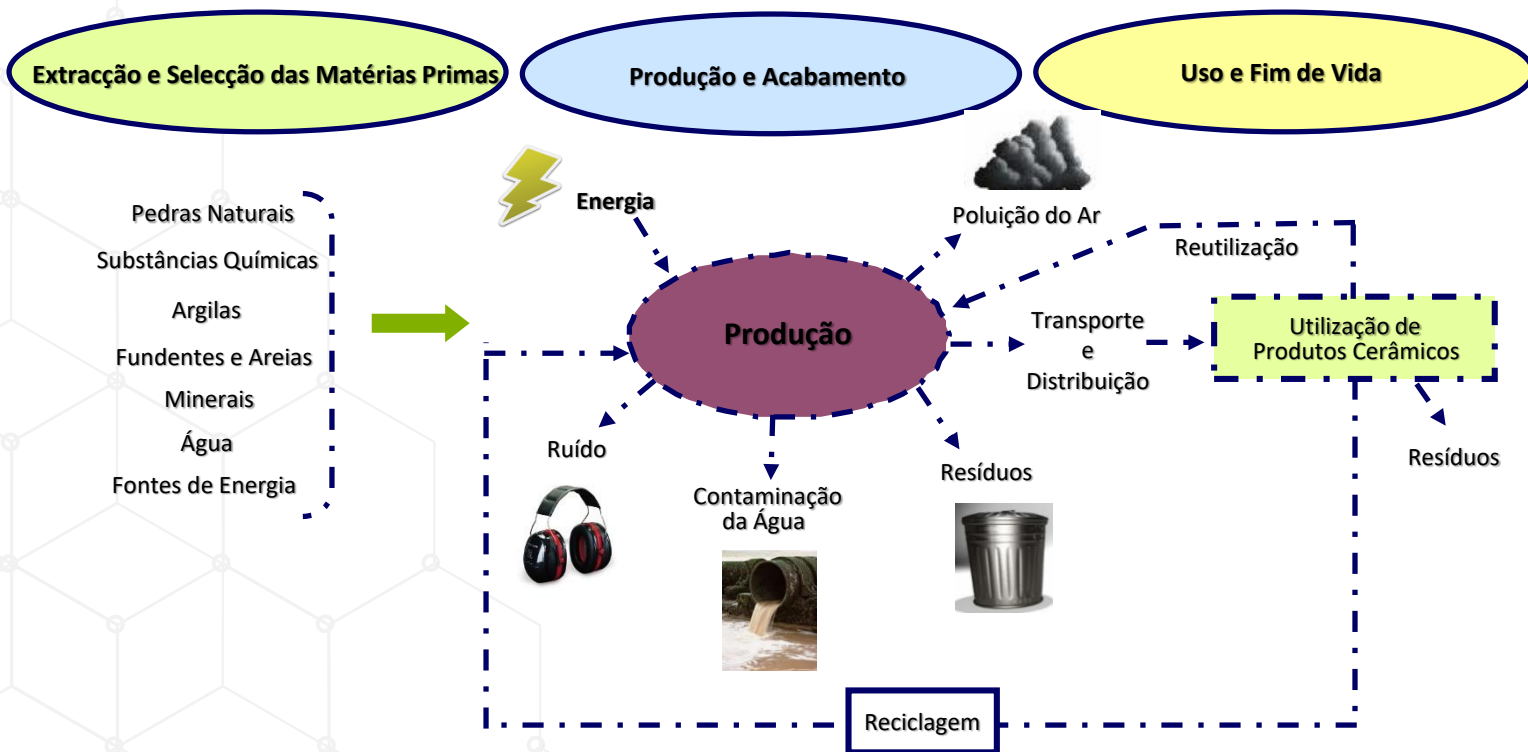 Extracção e Selecção das Matérias Primas
Produção e Acabamento
Uso e Fim de Vida
Pedras Naturais
Substâncias Químicas
Argilas
Fundentes e Areias
Minerais
Água
Fontes de Energia
Energia
Poluição do Ar
Reutilização
Produção
Transporte
e
Distribuição
Utilização de
Produtos Cerâmicos
Ruído
Contaminação
da Água
Resíduos
Resíduos
Reciclagem